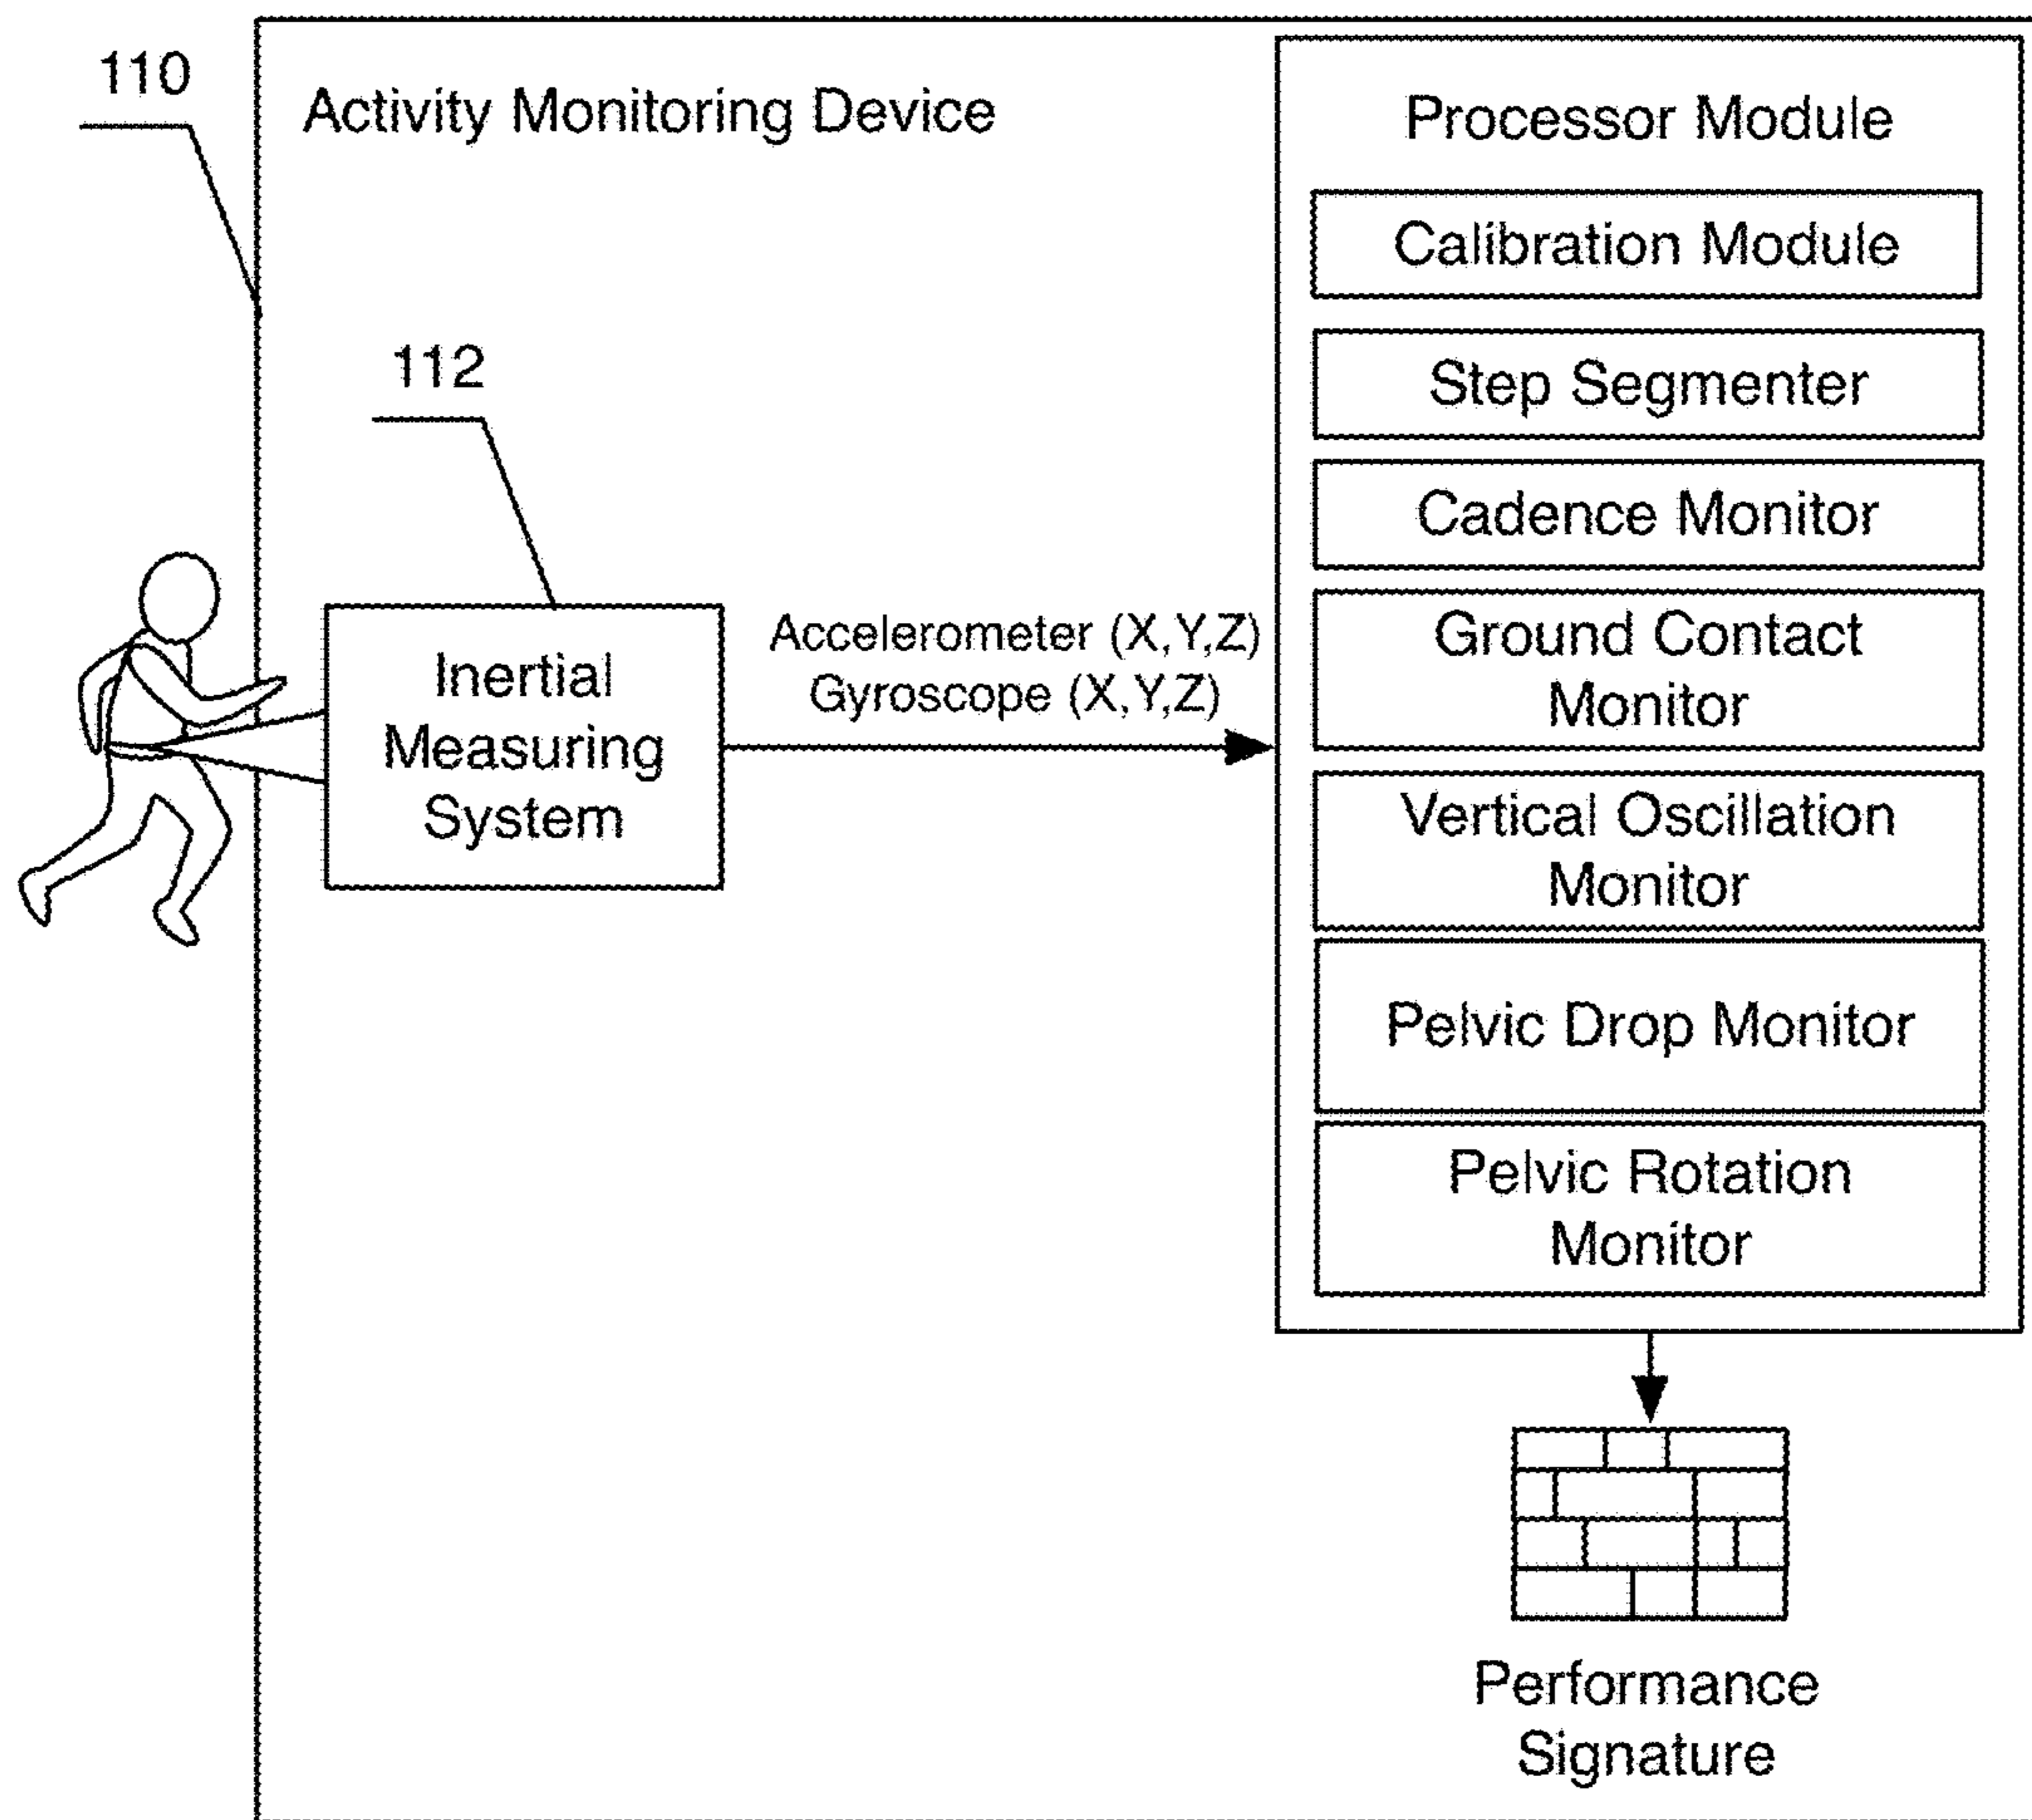 110
Activity Monitoring Device
Processor Module
Calibration Module
Step Segmenter
112
Cadence Monitor
Inertial
Measuring
System
Accelerometer (X,Y,Z)
Gyroscope (X,Y,Z)
Ground Contact
Monitor
Vertical Oscillation
Monitor
Pelvic Drop Monitor
Pelvic Rotation
Monitor
Performance
Signature